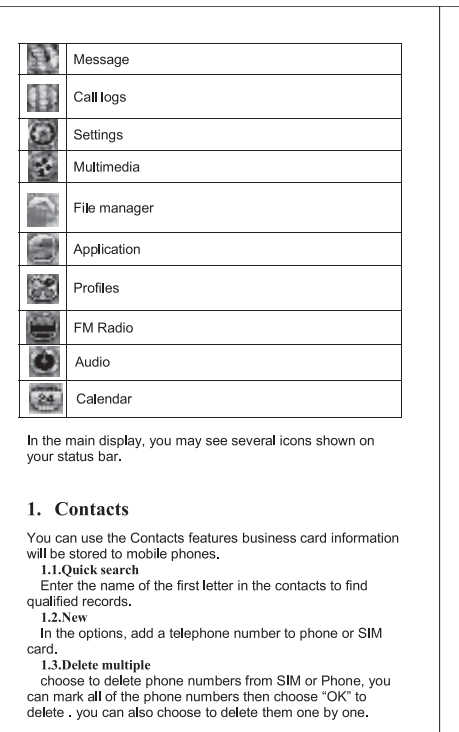 Message
Call logs
Settings
Multimedia
File manager
Application
Profiles
FM Radio
Audio
24 Calendar
In the main display, you may see several icons shown on
your status bar.
1. Contacts
You can use the Contacts features business card information
will be stored to mobile phones.
1.1.Quick search
Enter the name of the first letter in the contacts to find
qualified records.
1.2.New
In the options, add a telephone number to phone or SIM
card.
1.3.Delete multiple
choose to delete phone numbers from SIM or Phone, you
can mark all of the phone numbers then choose “OK” to
delete . you can also choose to delete them one by one.